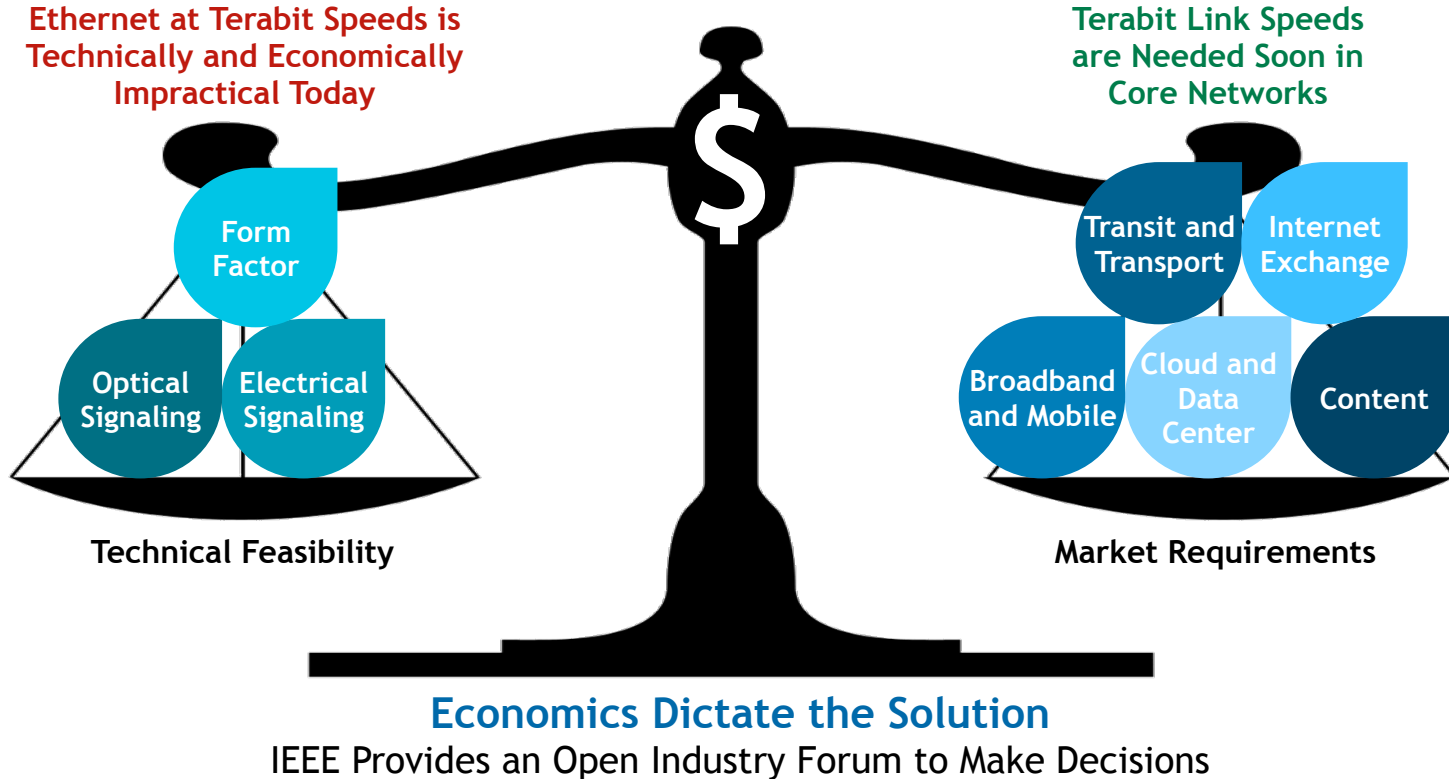 Ethernet at Terabit Speeds is
Technically and Economically
Impractical Today
Terabit Link Speeds
are Needed Soon in
Core Networks
$
Form
Factor
Optical
Signaling
Electrical
Signaling
Transit and
Transport
Internet
Exchange
Broadband
and Mobile
Cloud and
Data
Center
Content
Technical Feasibility
Market Requirements
Economics Dictate the Solution
IEEE Provides an Open Industry Forum to Make Decisions